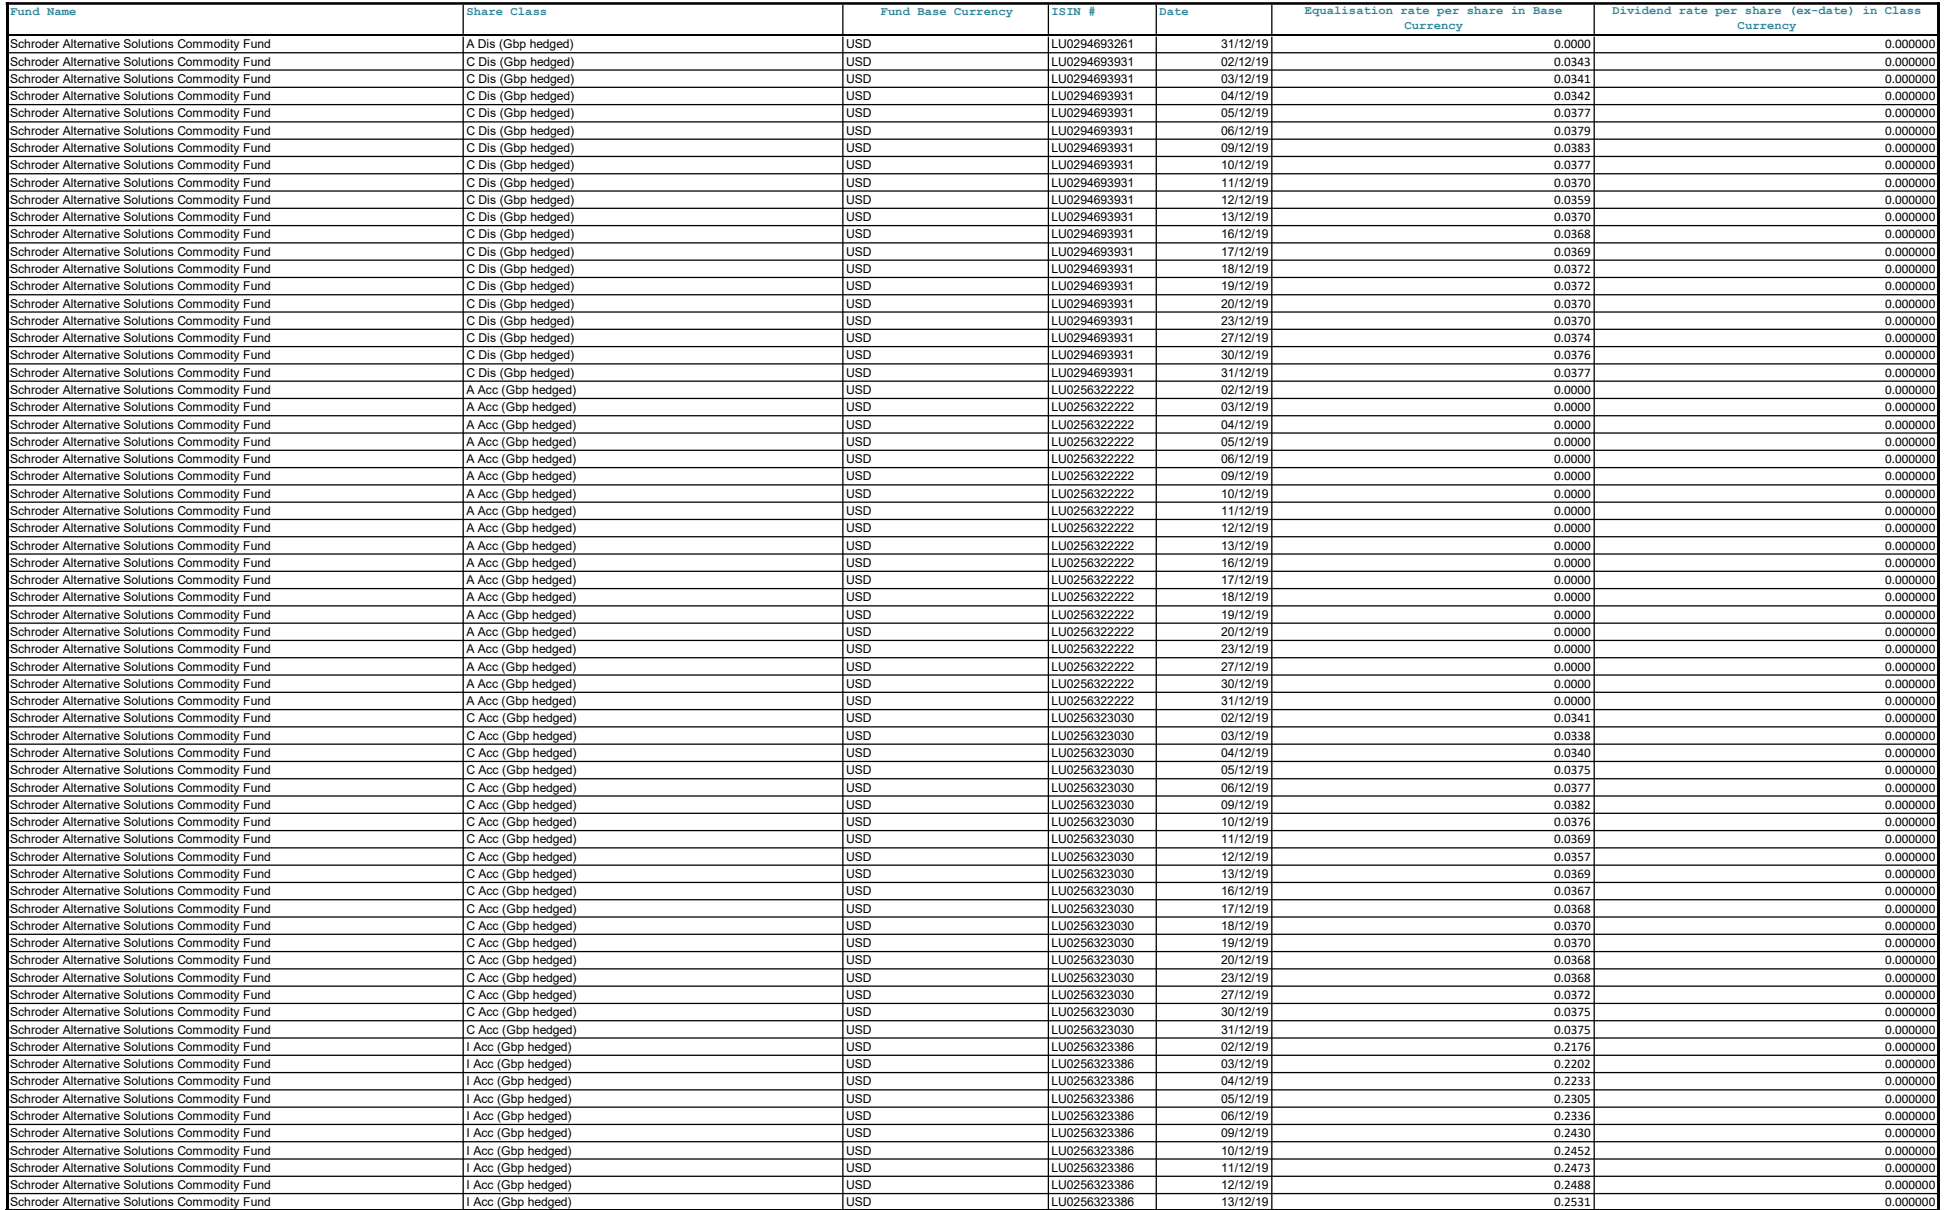 Fund Name Share Class Fund Base Currency ISIN # Date Equalisation rate per share in Base Currency Dividend rate per share (ex-date) in Class Currency
Schroder Alternative Solutions Commodity Fund A Dis (Gbp hedged) USD LU0294693261 31/12/19 0.0000 0.000000
Schroder Alternative Solutions Commodity Fund C Dis (Gbp hedged) USD LU0294693931 02/12/19 0.0343 0.000000
Schroder Alternative Solutions Commodity Fund C Dis (Gbp hedged) USD LU0294693931 03/12/19 0.0341 0.000000
Schroder Alternative Solutions Commodity Fund C Dis (Gbp hedged) USD LU0294693931 04/12/19 0.0342 0.000000
Schroder Alternative Solutions Commodity Fund C Dis (Gbp hedged) USD LU0294693931 05/12/19 0.0377 0.000000
Schroder Alternative Solutions Commodity Fund C Dis (Gbp hedged) USD LU0294693931 06/12/19 0.0379 0.000000
Schroder Alternative Solutions Commodity Fund C Dis (Gbp hedged) USD LU0294693931 09/12/19 0.0383 0.000000
Schroder Alternative Solutions Commodity Fund C Dis (Gbp hedged) USD LU0294693931 10/12/19 0.0377 0.000000
Schroder Alternative Solutions Commodity Fund C Dis (Gbp hedged) USD LU0294693931 11/12/19 0.0370 0.000000
Schroder Alternative Solutions Commodity Fund C Dis (Gbp hedged) USD LU0294693931 12/12/19 0.0359 0.000000
Schroder Alternative Solutions Commodity Fund C Dis (Gbp hedged) USD LU0294693931 13/12/19 0.0370 0.000000
Schroder Alternative Solutions Commodity Fund C Dis (Gbp hedged) USD LU0294693931 16/12/19 0.0368 0.000000
Schroder Alternative Solutions Commodity Fund C Dis (Gbp hedged) USD LU0294693931 17/12/19 0.0369 0.000000
Schroder Alternative Solutions Commodity Fund C Dis (Gbp hedged) USD LU0294693931 18/12/19 0.0372 0.000000
Schroder Alternative Solutions Commodity Fund C Dis (Gbp hedged) USD LU0294693931 19/12/19 0.0372 0.000000
Schroder Alternative Solutions Commodity Fund C Dis (Gbp hedged) USD LU0294693931 20/12/19 0.0370 0.000000
Schroder Alternative Solutions Commodity Fund C Dis (Gbp hedged) USD LU0294693931 23/12/19 0.0370 0.000000
Schroder Alternative Solutions Commodity Fund C Dis (Gbp hedged) USD LU0294693931 27/12/19 0.0374 0.000000
Schroder Alternative Solutions Commodity Fund C Dis (Gbp hedged) USD LU0294693931 30/12/19 0.0376 0.000000
Schroder Alternative Solutions Commodity Fund C Dis (Gbp hedged) USD LU0294693931 31/12/19 0.0377 0.000000
Schroder Alternative Solutions Commodity Fund A Acc (Gbp hedged) USD LU0256322222 02/12/19 0.0000 0.000000
Schroder Alternative Solutions Commodity Fund A Acc (Gbp hedged) USD LU0256322222 03/12/19 0.0000 0.000000
Schroder Alternative Solutions Commodity Fund A Acc (Gbp hedged) USD LU0256322222 04/12/19 0.0000 0.000000
Schroder Alternative Solutions Commodity Fund A Acc (Gbp hedged) USD LU0256322222 05/12/19 0.0000 0.000000
Schroder Alternative Solutions Commodity Fund A Acc (Gbp hedged) USD LU0256322222 06/12/19 0.0000 0.000000
Schroder Alternative Solutions Commodity Fund A Acc (Gbp hedged) USD LU0256322222 09/12/19 0.0000 0.000000
Schroder Alternative Solutions Commodity Fund A Acc (Gbp hedged) USD LU0256322222 10/12/19 0.0000 0.000000
Schroder Alternative Solutions Commodity Fund A Acc (Gbp hedged) USD LU0256322222 11/12/19 0.0000 0.000000
Schroder Alternative Solutions Commodity Fund A Acc (Gbp hedged) USD LU0256322222 12/12/19 0.0000 0.000000
Schroder Alternative Solutions Commodity Fund A Acc (Gbp hedged) USD LU0256322222 13/12/19 0.0000 0.000000
Schroder Alternative Solutions Commodity Fund A Acc (Gbp hedged) USD LU0256322222 16/12/19 0.0000 0.000000
Schroder Alternative Solutions Commodity Fund A Acc (Gbp hedged) USD LU0256322222 17/12/19 0.0000 0.000000
Schroder Alternative Solutions Commodity Fund A Acc (Gbp hedged) USD LU0256322222 18/12/19 0.0000 0.000000
Schroder Alternative Solutions Commodity Fund A Acc (Gbp hedged) USD LU0256322222 19/12/19 0.0000 0.000000
Schroder Alternative Solutions Commodity Fund A Acc (Gbp hedged) USD LU0256322222 20/12/19 0.0000 0.000000
Schroder Alternative Solutions Commodity Fund A Acc (Gbp hedged) USD LU0256322222 23/12/19 0.0000 0.000000
Schroder Alternative Solutions Commodity Fund A Acc (Gbp hedged) USD LU0256322222 27/12/19 0.0000 0.000000
Schroder Alternative Solutions Commodity Fund A Acc (Gbp hedged) USD LU0256322222 30/12/19 0.0000 0.000000
Schroder Alternative Solutions Commodity Fund A Acc (Gbp hedged) USD LU0256322222 31/12/19 0.0000 0.000000
Schroder Alternative Solutions Commodity Fund C Acc (Gbp hedged) USD LU0256323030 02/12/19 0.0341 0.000000
Schroder Alternative Solutions Commodity Fund C Acc (Gbp hedged) USD LU0256323030 03/12/19 0.0338 0.000000
Schroder Alternative Solutions Commodity Fund C Acc (Gbp hedged) USD LU0256323030 04/12/19 0.0340 0.000000
Schroder Alternative Solutions Commodity Fund C Acc (Gbp hedged) USD LU0256323030 05/12/19 0.0375 0.000000
Schroder Alternative Solutions Commodity Fund C Acc (Gbp hedged) USD LU0256323030 06/12/19 0.0377 0.000000
Schroder Alternative Solutions Commodity Fund C Acc (Gbp hedged) USD LU0256323030 09/12/19 0.0382 0.000000
Schroder Alternative Solutions Commodity Fund C Acc (Gbp hedged) USD LU0256323030 10/12/19 0.0376 0.000000
Schroder Alternative Solutions Commodity Fund C Acc (Gbp hedged) USD LU0256323030 11/12/19 0.0369 0.000000
Schroder Alternative Solutions Commodity Fund C Acc (Gbp hedged) USD LU0256323030 12/12/19 0.0357 0.000000
Schroder Alternative Solutions Commodity Fund C Acc (Gbp hedged) USD LU0256323030 13/12/19 0.0369 0.000000
Schroder Alternative Solutions Commodity Fund C Acc (Gbp hedged) USD LU0256323030 16/12/19 0.0367 0.000000
Schroder Alternative Solutions Commodity Fund C Acc (Gbp hedged) USD LU0256323030 17/12/19 0.0368 0.000000
Schroder Alternative Solutions Commodity Fund C Acc (Gbp hedged) USD LU0256323030 18/12/19 0.0370 0.000000
Schroder Alternative Solutions Commodity Fund C Acc (Gbp hedged) USD LU0256323030 19/12/19 0.0370 0.000000
Schroder Alternative Solutions Commodity Fund C Acc (Gbp hedged) USD LU0256323030 20/12/19 0.0368 0.000000
Schroder Alternative Solutions Commodity Fund C Acc (Gbp hedged) USD LU0256323030 23/12/19 0.0368 0.000000
Schroder Alternative Solutions Commodity Fund C Acc (Gbp hedged) USD LU0256323030 27/12/19 0.0372 0.000000
Schroder Alternative Solutions Commodity Fund C Acc (Gbp hedged) USD LU0256323030 30/12/19 0.0375 0.000000
Schroder Alternative Solutions Commodity Fund C Acc (Gbp hedged) USD LU0256323030 31/12/19 0.0375 0.000000
Schroder Alternative Solutions Commodity Fund I Acc (Gbp hedged) USD LU0256323386 02/12/19 0.2176 0.000000
Schroder Alternative Solutions Commodity Fund I Acc (Gbp hedged) USD LU0256323386 03/12/19 0.2202 0.000000
Schroder Alternative Solutions Commodity Fund I Acc (Gbp hedged) USD LU0256323386 04/12/19 0.2233 0.000000
Schroder Alternative Solutions Commodity Fund I Acc (Gbp hedged) USD LU0256323386 05/12/19 0.2305 0.000000
Schroder Alternative Solutions Commodity Fund I Acc (Gbp hedged) USD LU0256323386 06/12/19 0.2336 0.000000
Schroder Alternative Solutions Commodity Fund I Acc (Gbp hedged) USD LU0256323386 09/12/19 0.2430 0.000000
Schroder Alternative Solutions Commodity Fund I Acc (Gbp hedged) USD LU0256323386 10/12/19 0.2452 0.000000
Schroder Alternative Solutions Commodity Fund I Acc (Gbp hedged) USD LU0256323386 11/12/19 0.2473 0.000000
Schroder Alternative Solutions Commodity Fund I Acc (Gbp hedged) USD LU0256323386 12/12/19 0.2488 0.000000
Schroder Alternative Solutions Commodity Fund I Acc (Gbp hedged) USD LU0256323386 13/12/19 0.2531 0.000000